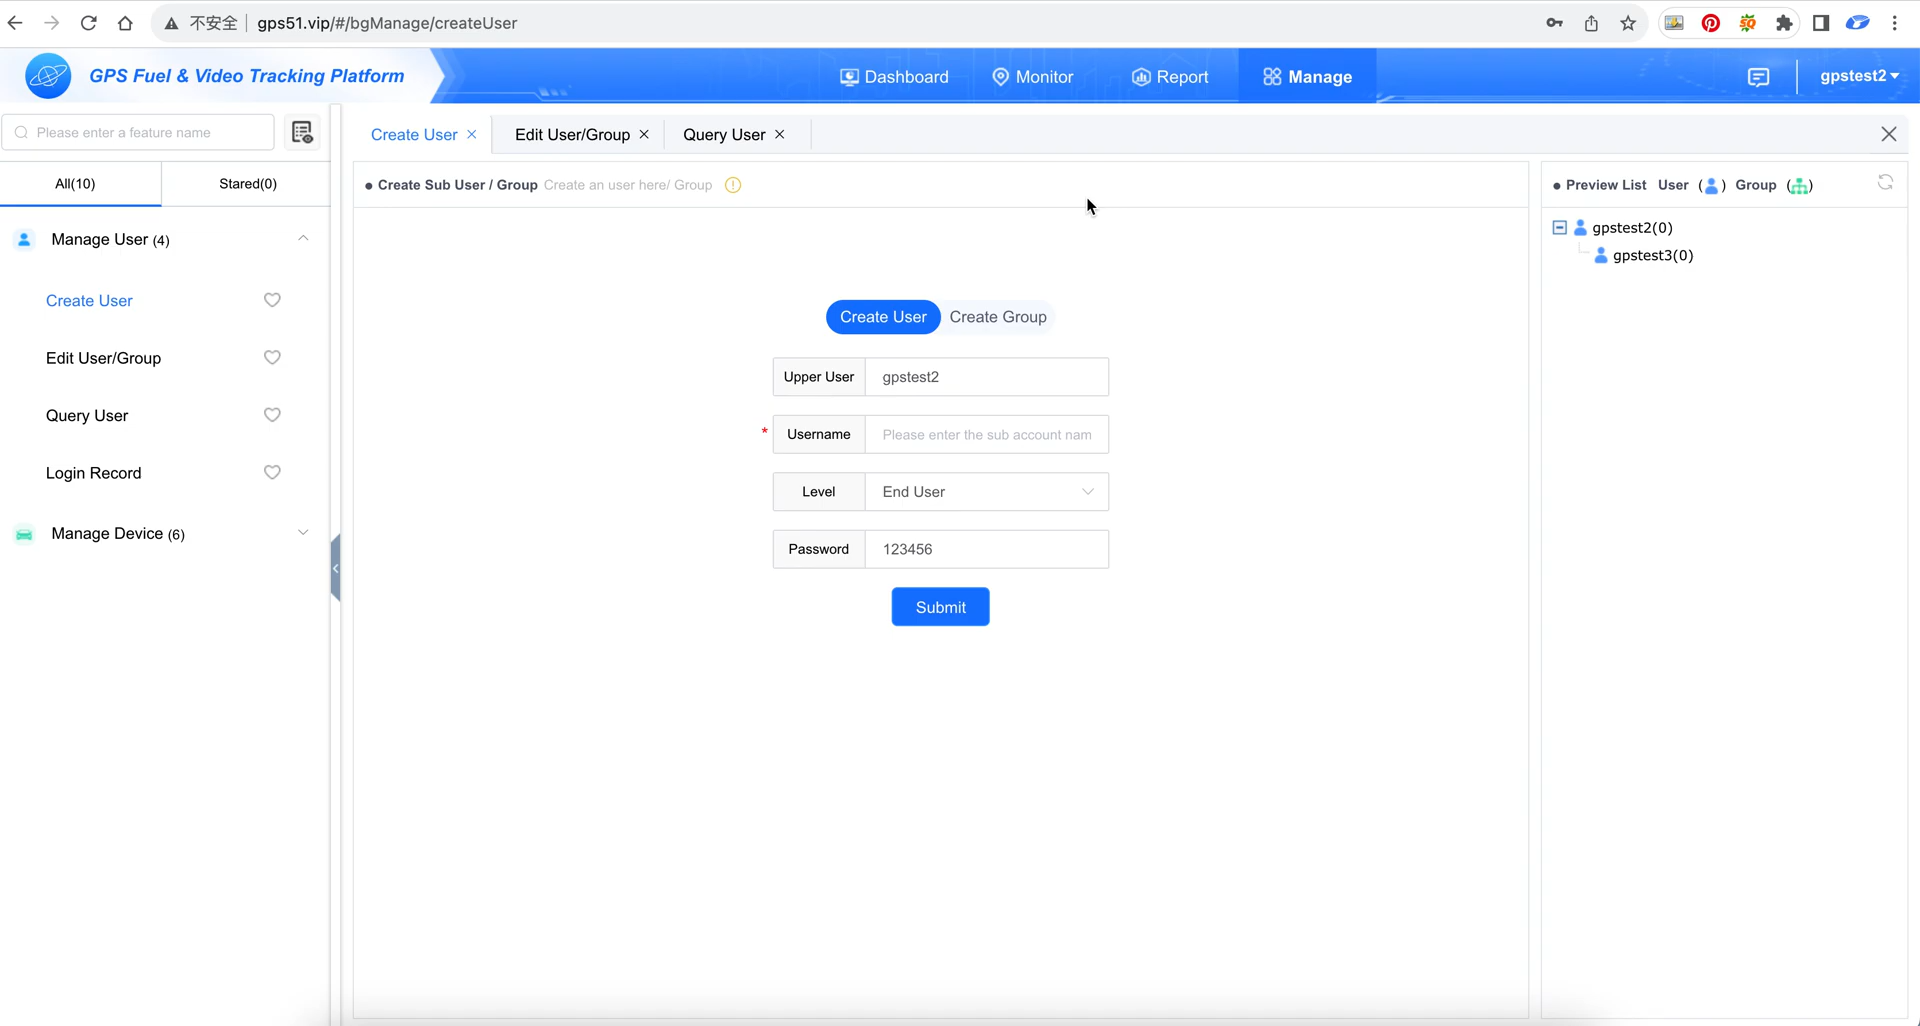 不安全 gps51.vip/#/bgManage/createUser
GPS Fuel & Video Tracking Platform
Dashboard
Monitor
Report
Manage
gpstest2
Please enter a feature name
All(10)
Stared(0)
Manage User (4)
Create User
Edit User/Group
Query User
Login Record
Manage Device (6)
Create User
Edit User/Group
Query User
Create Sub User / Group Create an user here/ Group
Create User
Create Group
Upper User gpstest2
* Username Please enter the sub account nam
Level End User
Password 123456
Submit
Preview List User ( ) Group ( )
gpstest2(0)
gpstest3(0)